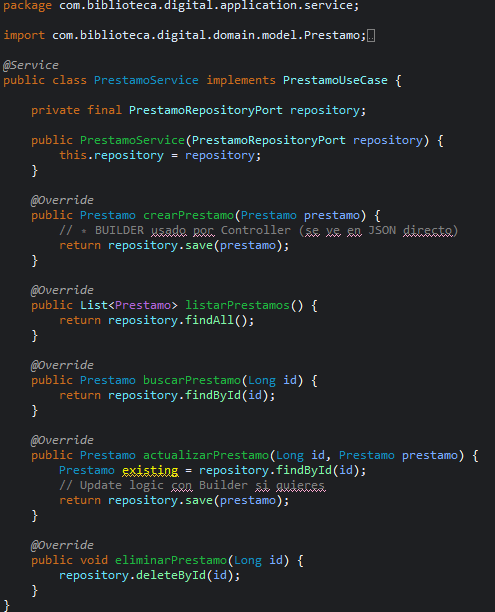 package com.biblioteca.digital.application.service;
import com.biblioteca.digital.domain.model.Prestamo;
@Service
public class PrestamoService implements PrestamoUseCase {
private final PrestamoRepositoryPort repository;
public PrestamoService(PrestamoRepositoryPort repository) {
this.repository = repository;
}
@Override
public Prestamo crearPrestamo(Prestamo prestamo) {
// ⭐ BUILDER usado por Controller (se ve en JSON directo)
return repository.save(prestamo);
}
@Override
public List<Prestamo> listarPrestamos() {
return repository.findAll();
}
@Override
public Prestamo buscarPrestamo(Long id) {
return repository.findById(id);
}
@Override
public Prestamo actualizarPrestamo(Long id, Prestamo prestamo) {
Prestamo existing = repository.findById(id);
// Update logic con Builder si quieres
return repository.save(prestamo);
}
@Override
public void eliminarPrestamo(Long id) {
repository.deleteById(id);
}
}